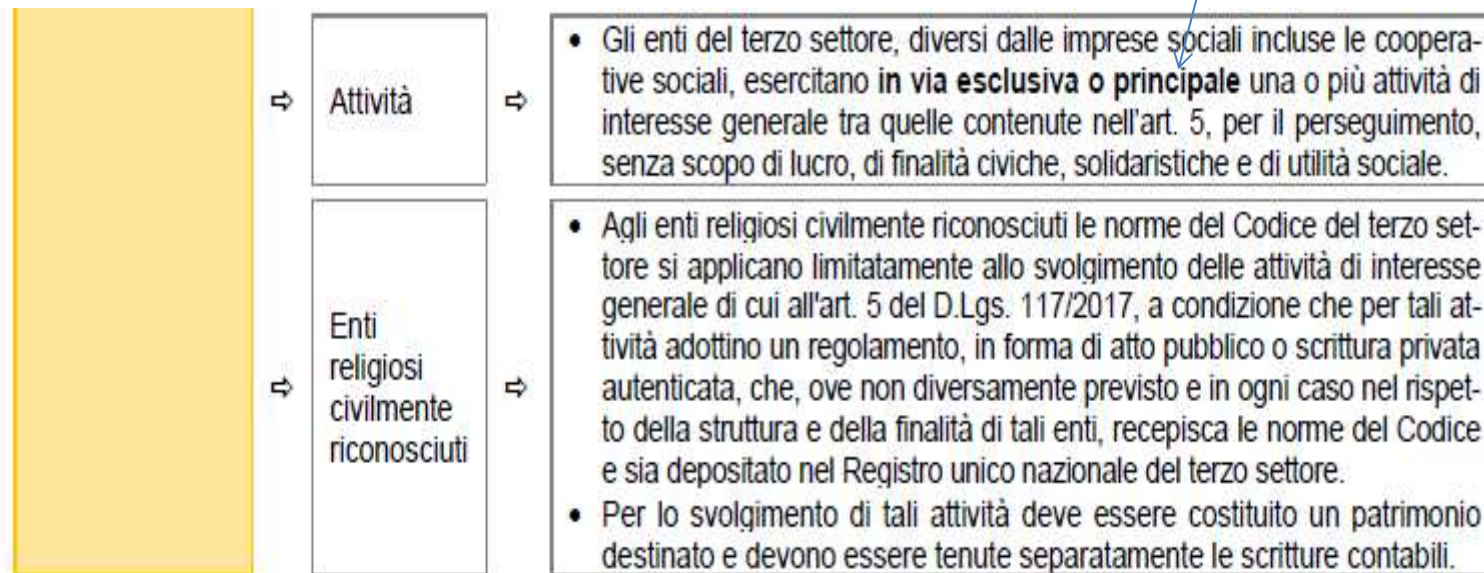 Attività
• Gli enti del terzo settore, diversi dalle imprese sociali incluse le coopera-
tive sociali, esercitano in via esclusiva o principale una o più attività di
interesse generale tra quelle contenute nell'art. 5, per il perseguimento,
senza scopo di lucro, di finalità civiche, solidaristiche e di utilità sociale.
Enti
religiosi
civilmente
riconosciuti
• Agli enti religiosi civilmente riconosciuti le norme del Codice del terzo set-
tore si applicano limitatamente allo svolgimento delle attività di interesse
generale di cui all'art. 5 del D.Lgs. 117/2017, a condizione che per tali at-
tività adottino un regolamento, in forma di atto pubblico o scrittura privata
autenticata, che, ove non diversamente previsto e in ogni caso nel rispet-
to della struttura e della finalità di tali enti, recepisca le norme del Codice
e sia depositato nel Registro unico nazionale del terzo settore.
• Per lo svolgimento di tali attività deve essere costituito un patrimonio
destinato e devono essere tenute separatamente le scritture contabili.